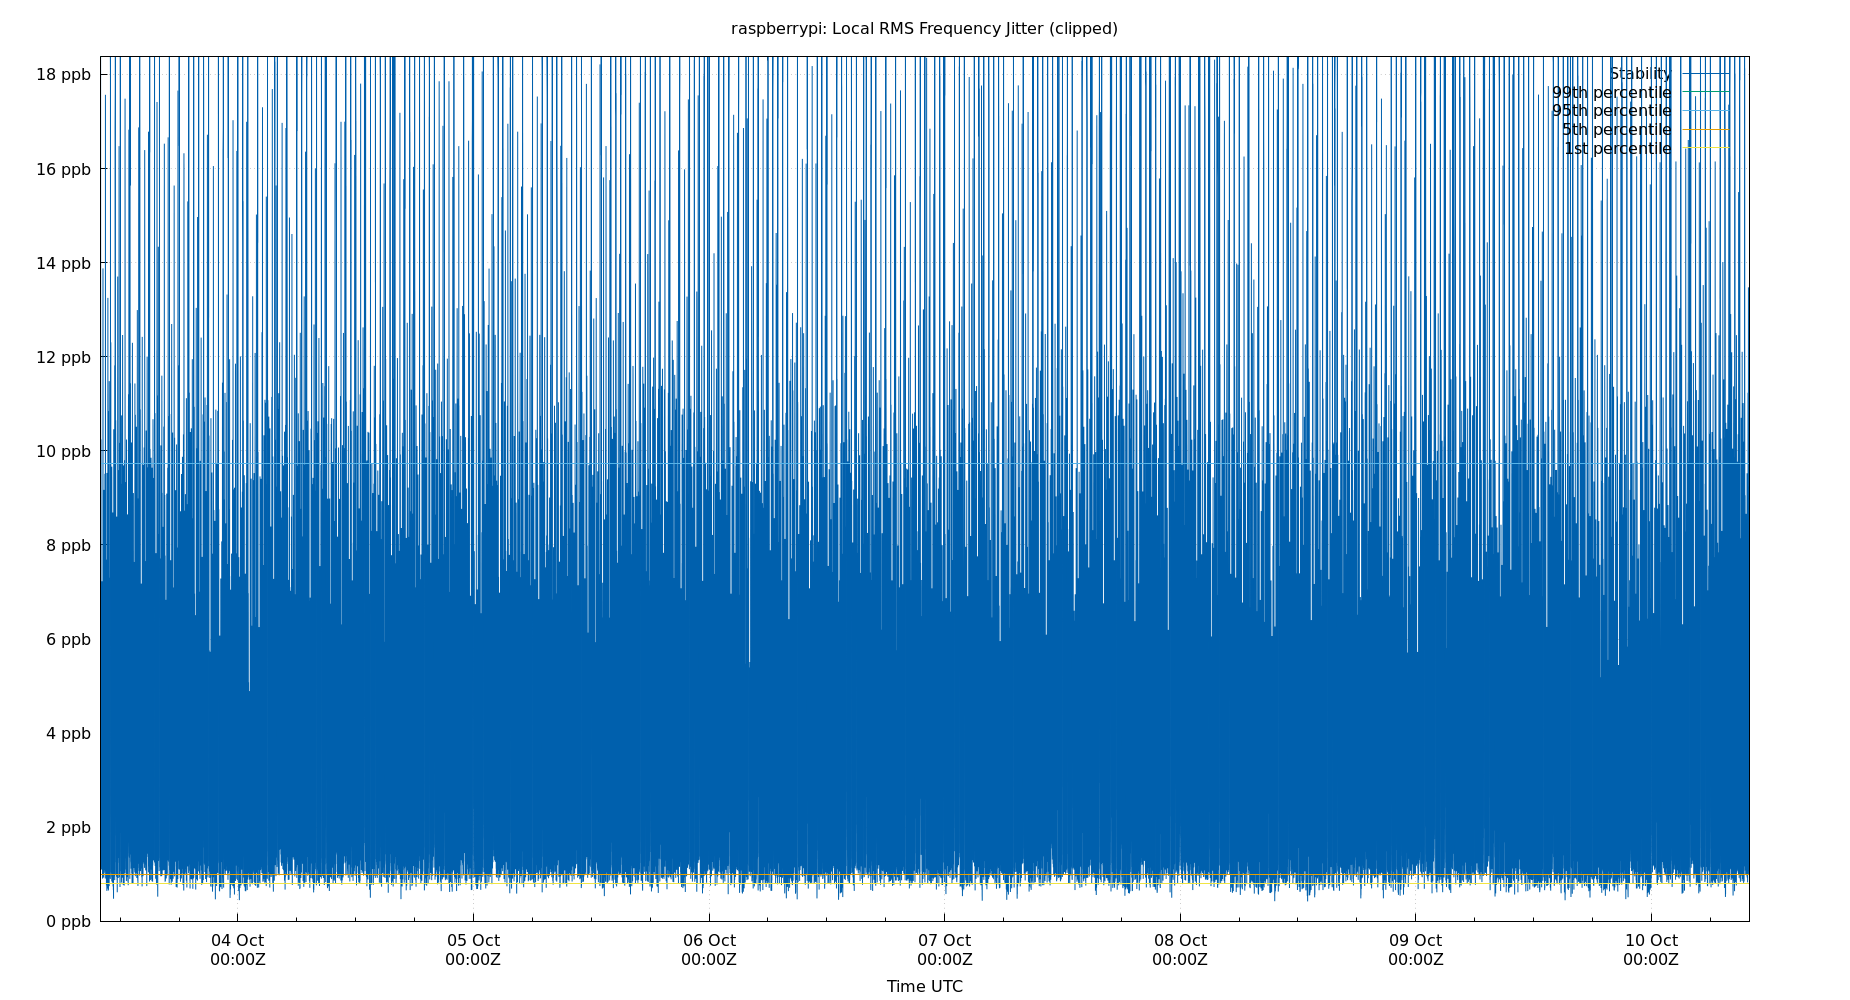 raspberrypi: Local RMS Frequency Jitter (clipped)
18 ppb
16 ppb
14 ppb
12 ppb
10 ppb
8 ppb
6 ppb
4 ppb
2 ppb
0 ppb
Stability
99th percentile
95th percentile
5th percentile
1st percentile
04 Oct
00:00Z
05 Oct
00:00Z
06 Oct
00:00Z
07 Oct
00:00Z
08 Oct
00:00Z
09 Oct
00:00Z
10 Oct
00:00Z
Time UTC